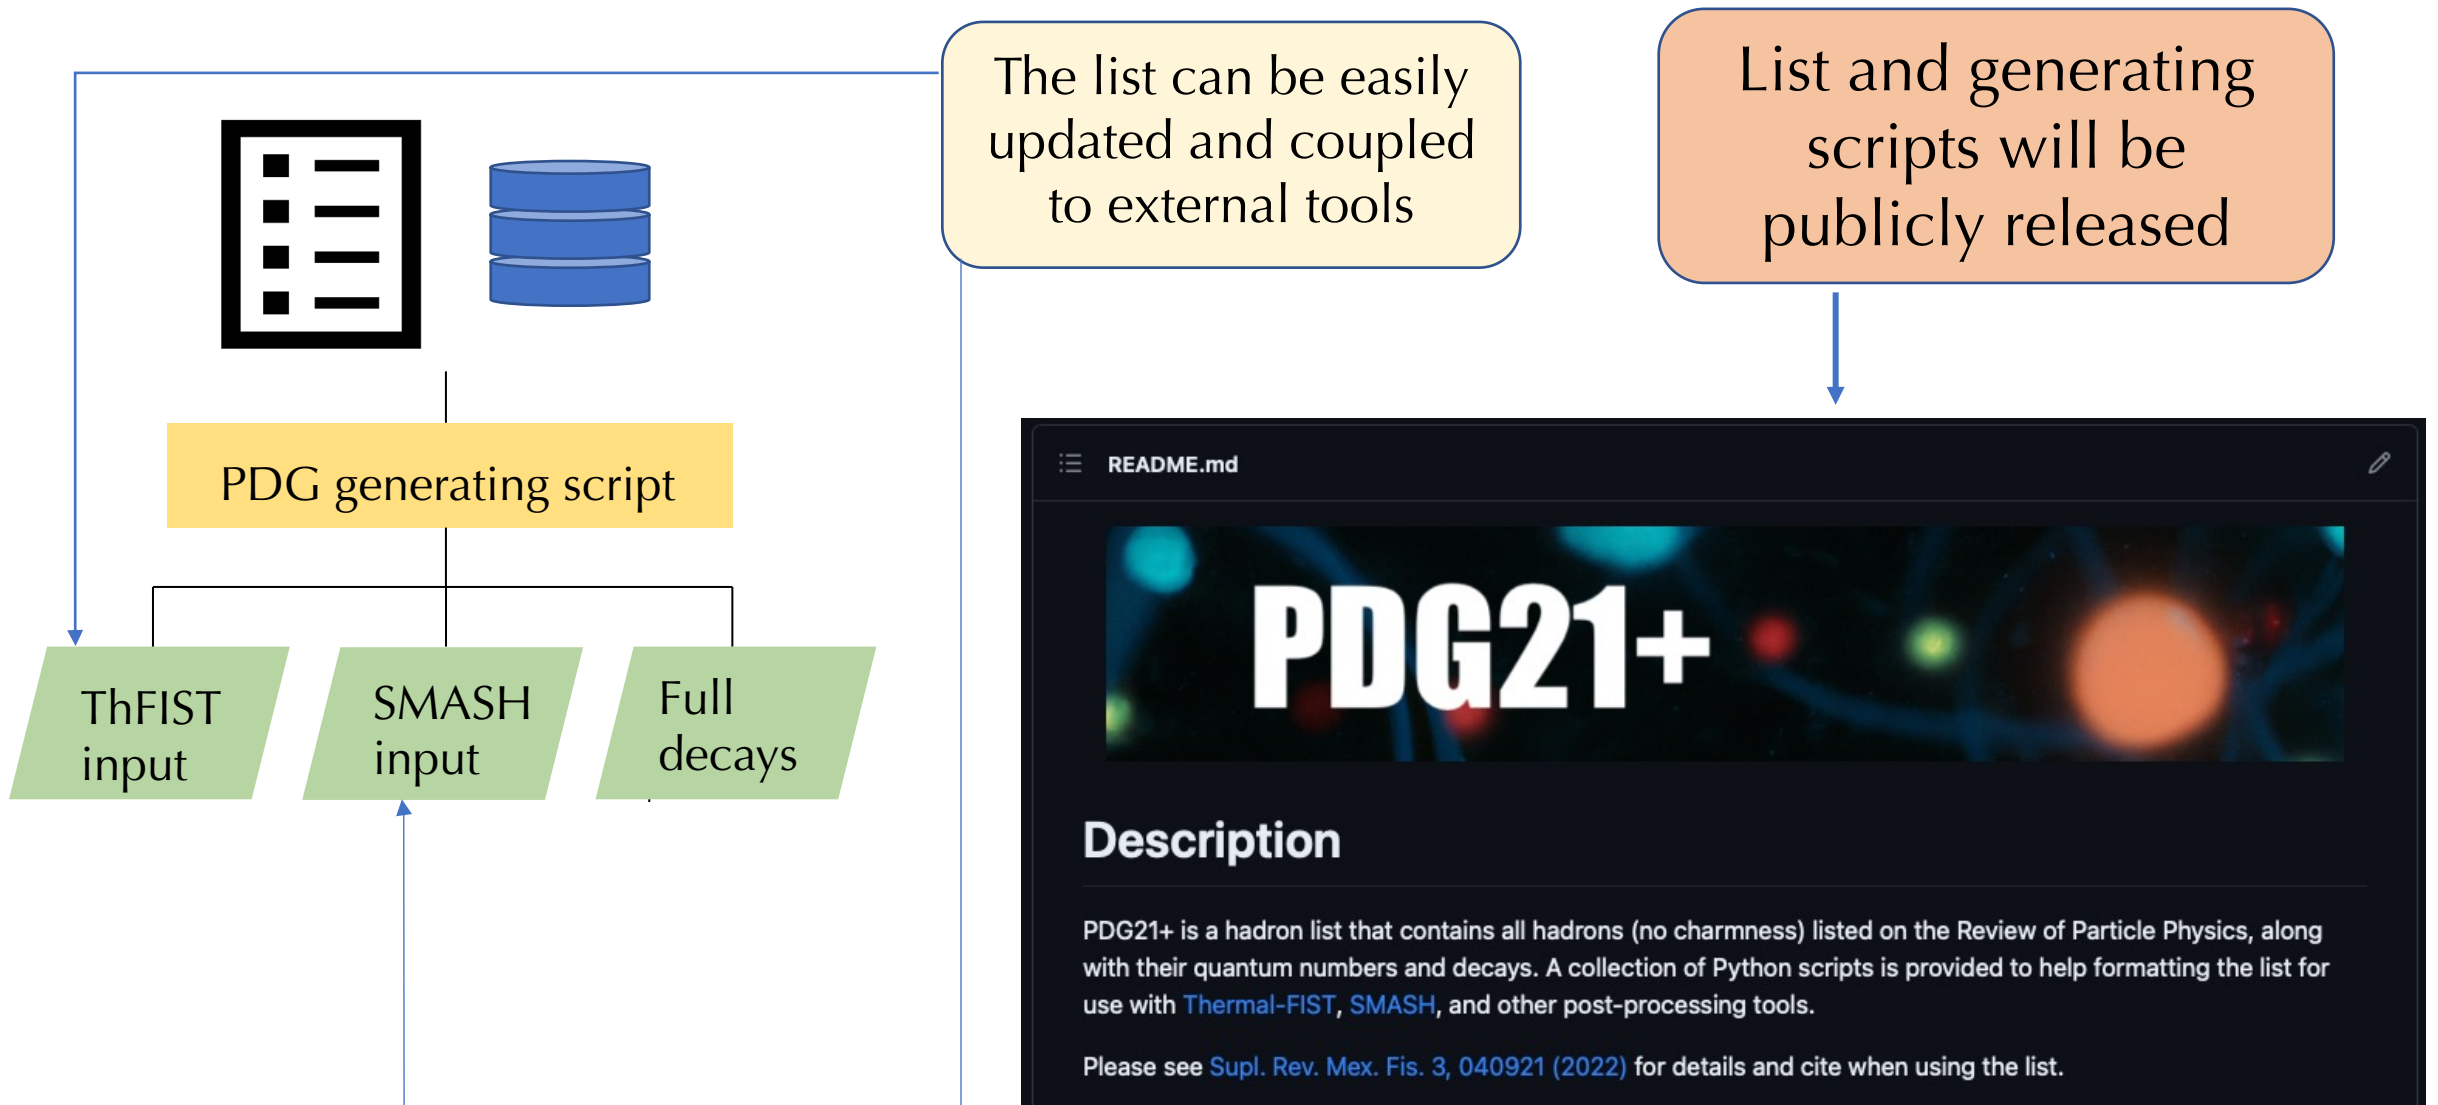 The list can be easily
updated and coupled
to external tools
List and generating
scripts will be
publicly released
PDG generating script
ThFIST
input
SMASH
input
Full
decays
README.md
PDG21+
Description
PDG21+ is a hadron list that contains all hadrons (no charmness) listed on the Review of Particle Physics, along
with their quantum numbers and decays. A collection of Python scripts is provided to help formatting the list for
use with Thermal-FIST, SMASH, and other post-processing tools.
Please see Supl. Rev. Mex. Fis. 3, 040921 (2022) for details and cite when using the list.